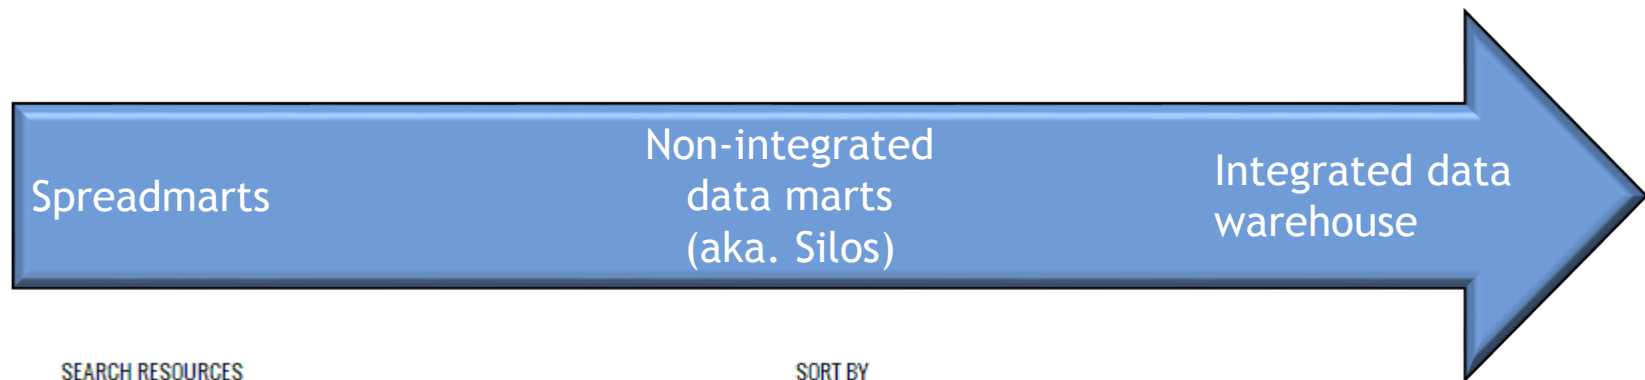 Spreadmarts
Non-integrated
data marts
(aka. Silos)
Integrated data
warehouse
SEARCH RESOURCES
SORT BY